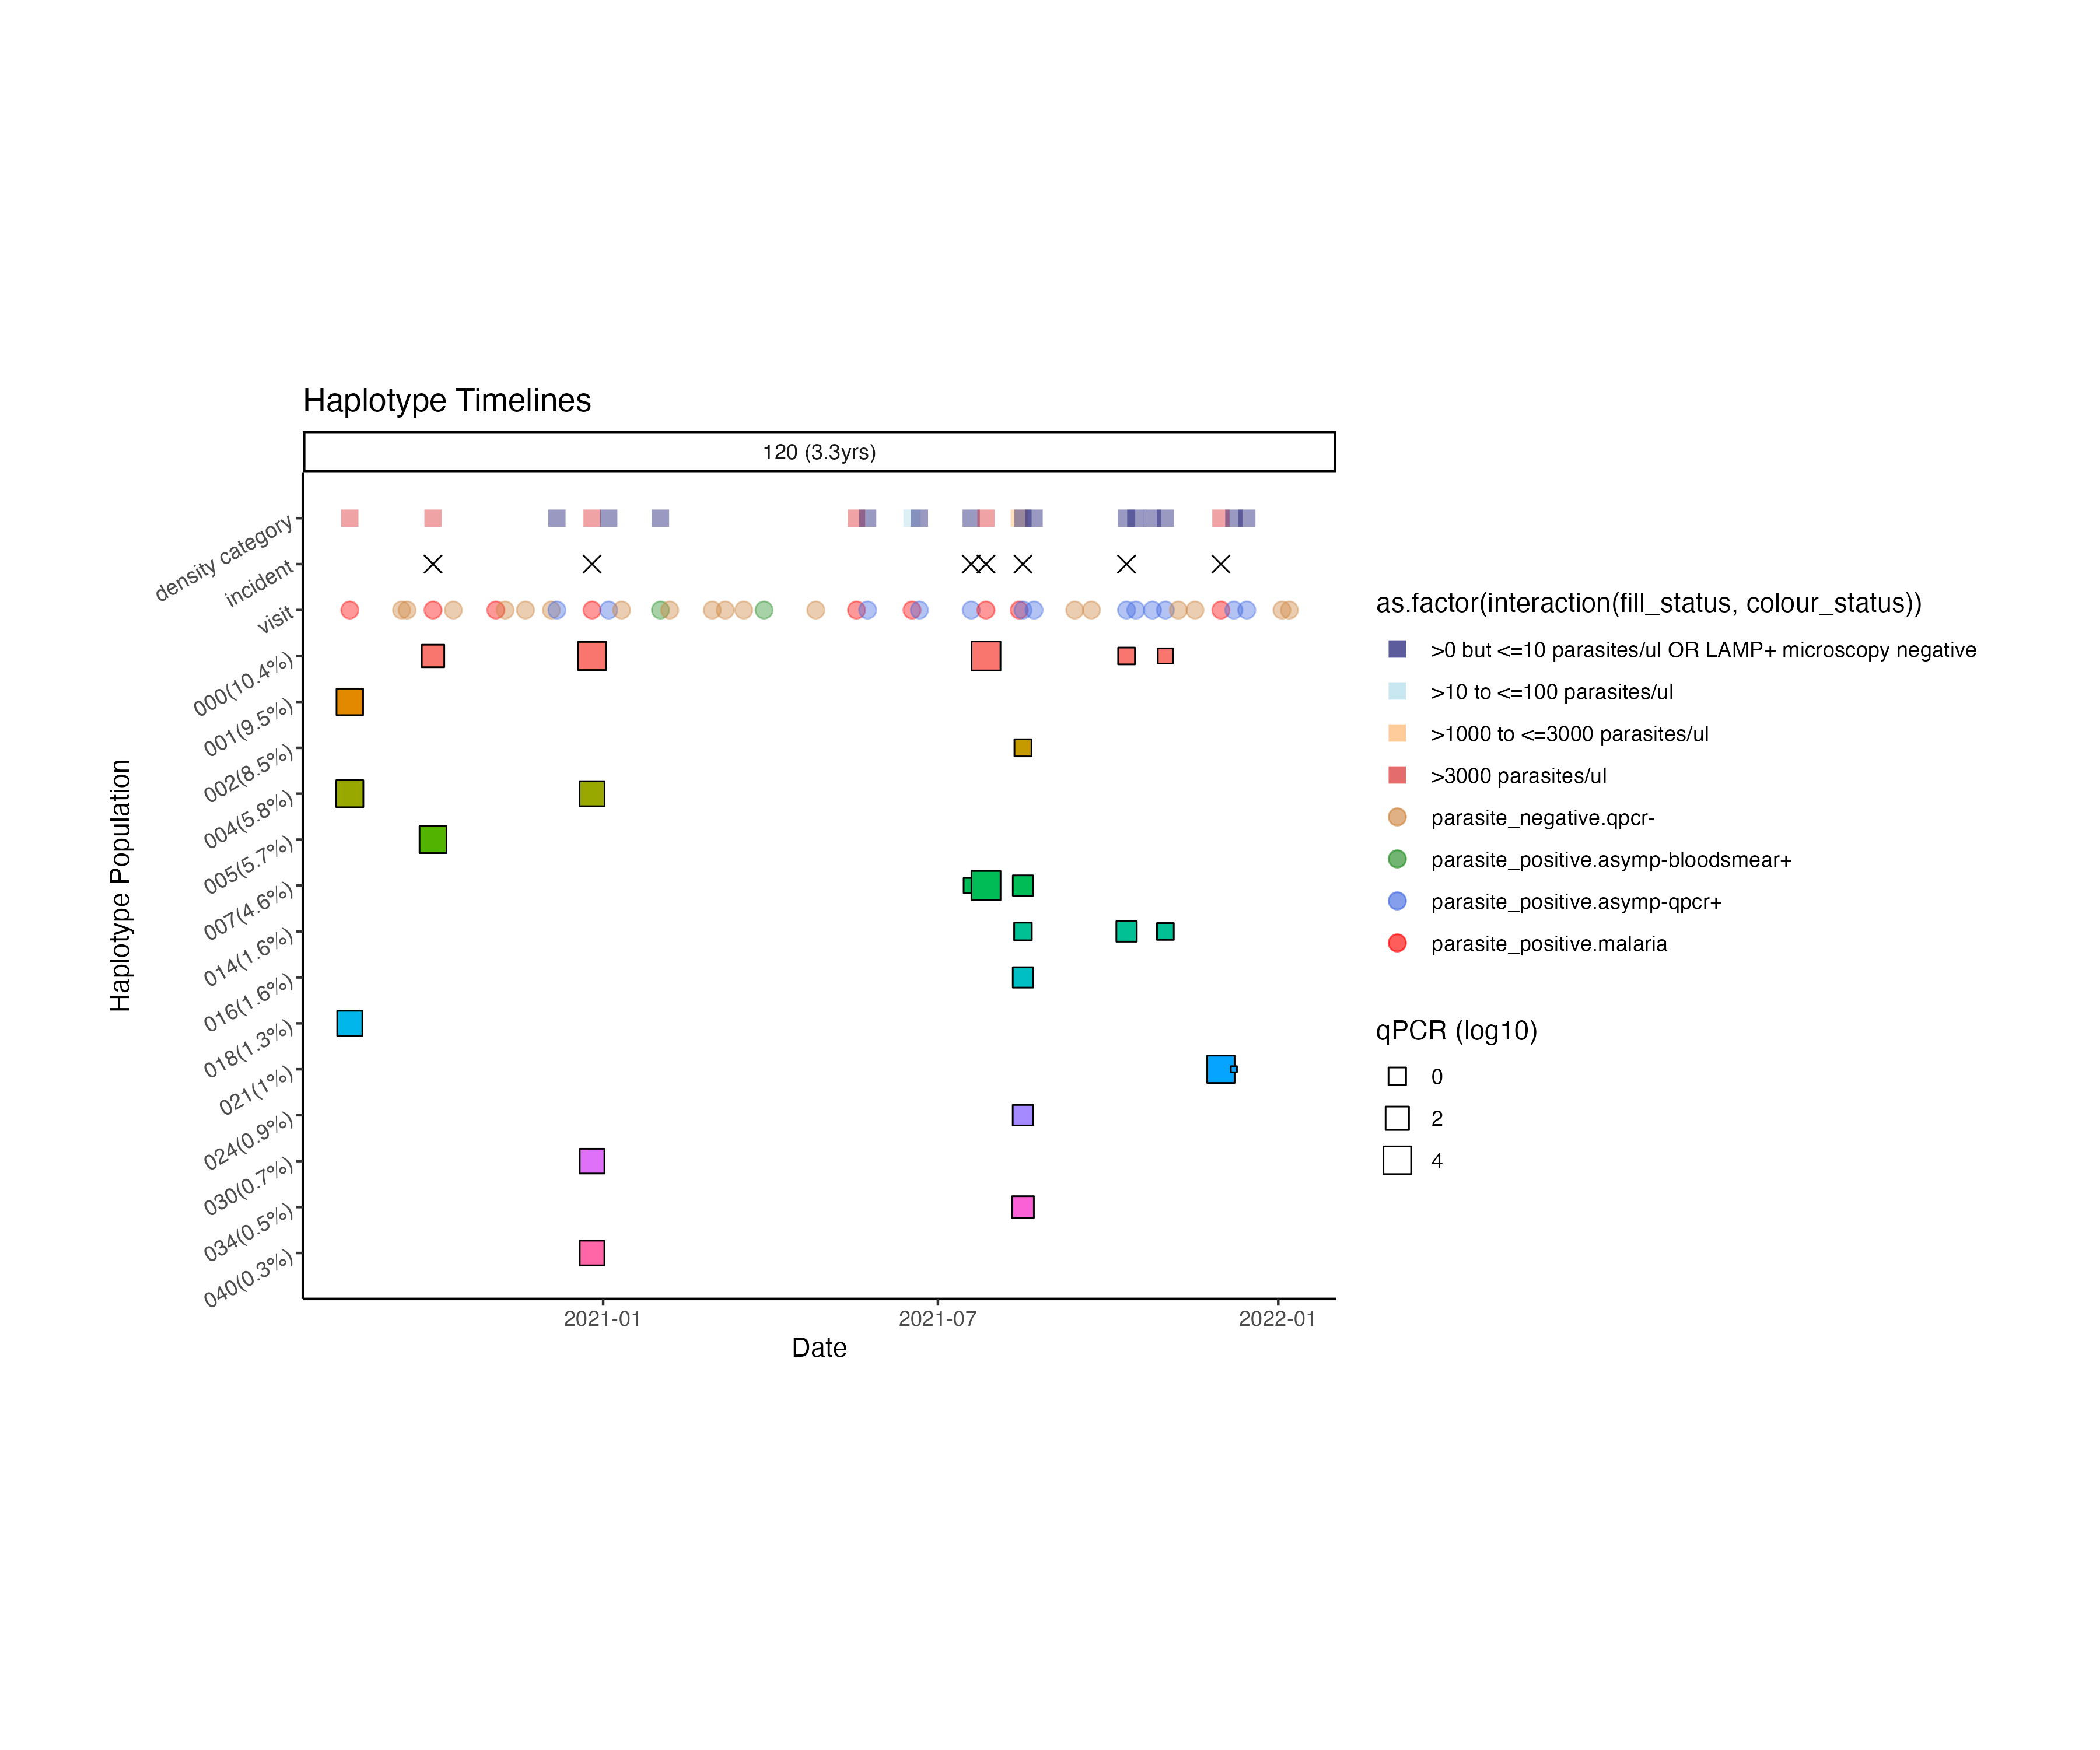 Haplotype Timelines
120 (3.3yrs)
density category
incident
visit
000(10.4%)
001(9.5%)
002(8.5%)
004(5.8%)
005(5.7%)
007(4.6%)
014(1.6%)
016(1.6%)
018(1.3%)
021(1%)
024(0.9%)
030(0.7%)
034(0.5%)
040(0.3%)
Haplotype Population
2021-01
2021-07
2022-01
Date
as.factor(interaction(fill_status, colour_status))
>0 but <=10 parasites/ul OR LAMP+ microscopy negative
>10 to <=100 parasites/ul
>1000 to <=3000 parasites/ul
>3000 parasites/ul
parasite_negative.qpcr-
parasite_positive.asymp-bloodsmear+
parasite_positive.asymp-qpcr+
parasite_positive.malaria
qPCR (log10)
0
2
4